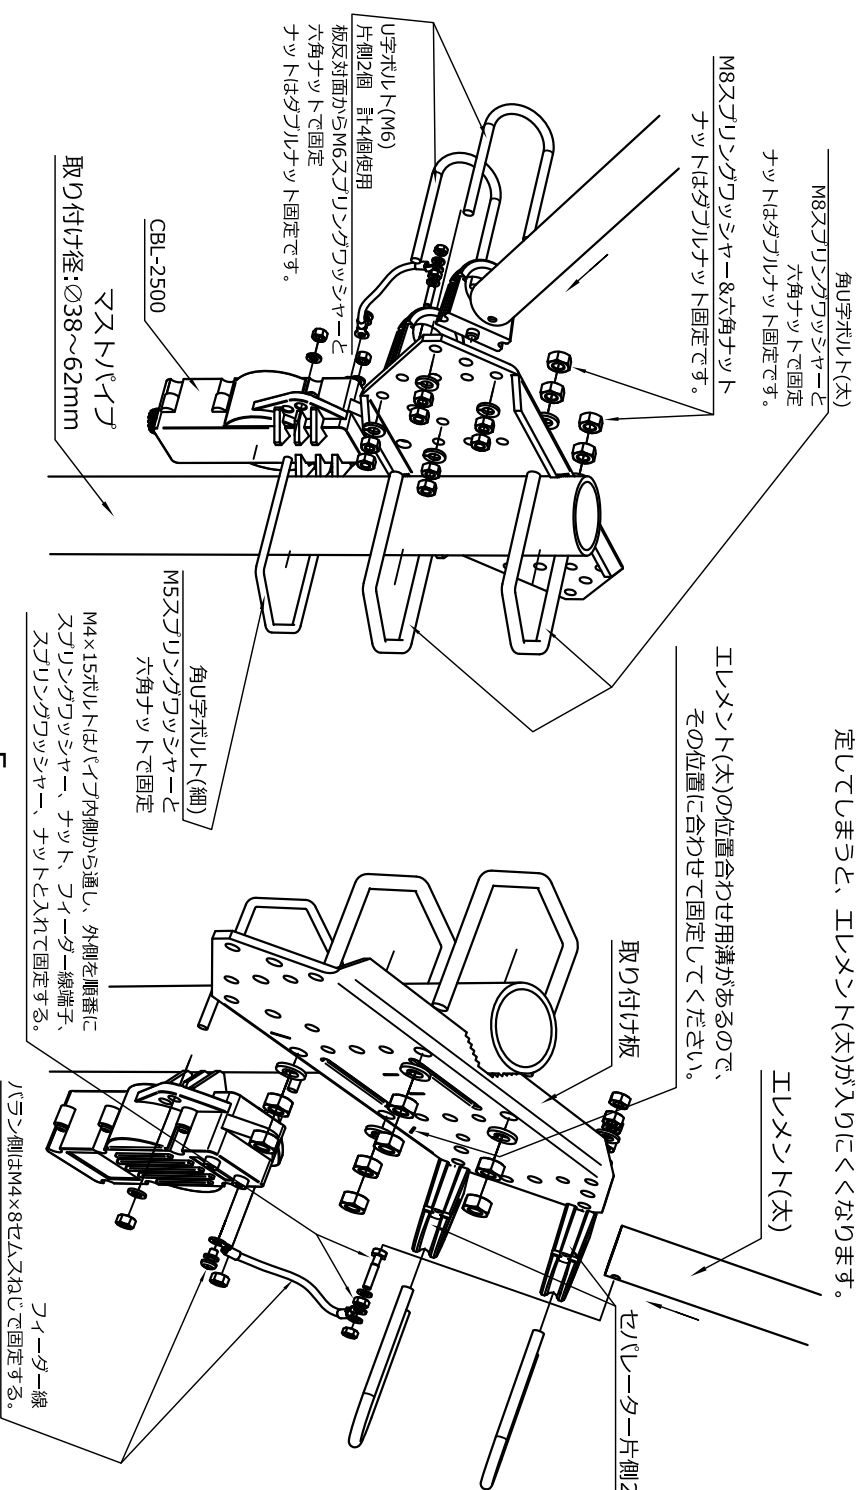 定してしまうと、エレメント(太)が入りにくくなります。
角U字ボルト(太)
M8スプリングワッシャーと
六角ナットで固定
ナットはダブルナット固定です。
M8スプリングワッシャー&六角ナット
ナットはダブルナット固定です。
U字ボルト(M6)
片側2個 計4個使用
板反対面からM6スプリングワッシャーと
六角ナットで固定
ナットはダブルナット固定です。
CBL-2500
マストパイプ
取り付け径:∅38～62mm
角U字ボルト(細)
M5スプリングワッシャーと
六角ナットで固定
エレメント(太)の位置合わせ用溝があるので、
その位置に合わせて固定してください。
取り付け板
エレメント(太)
セパレーター片側2
M4×15ボルトはパイプ内側から通し、外側を順番に
スプリングワッシャー、ナット、フィーダー線端子、
スプリングワッシャー、ナットと入れて固定する。
フィーダー線
バラン側はM4×8セムスねじで固定する。